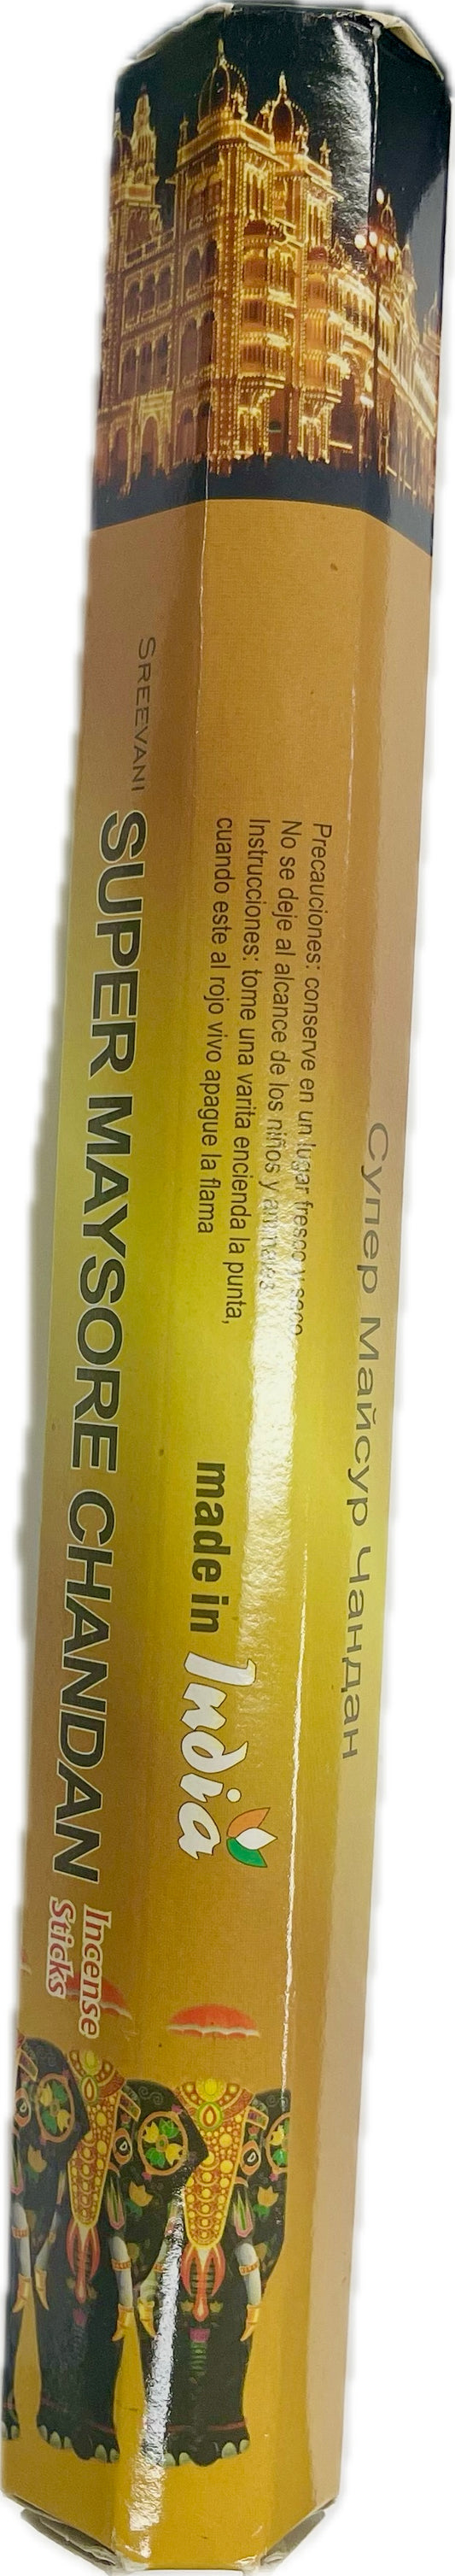 SREEVANI SUPER MAYSORE CHANDAN Incense
Sticks
Precauciones: conserve en un lugar fresco y seco
No se deje al alcance de los niños y animales
Instrucciones: tome una varita encienda la punta,
cuando este al rojo vivo apague la flama
made in India
Супер Майсур Чандан